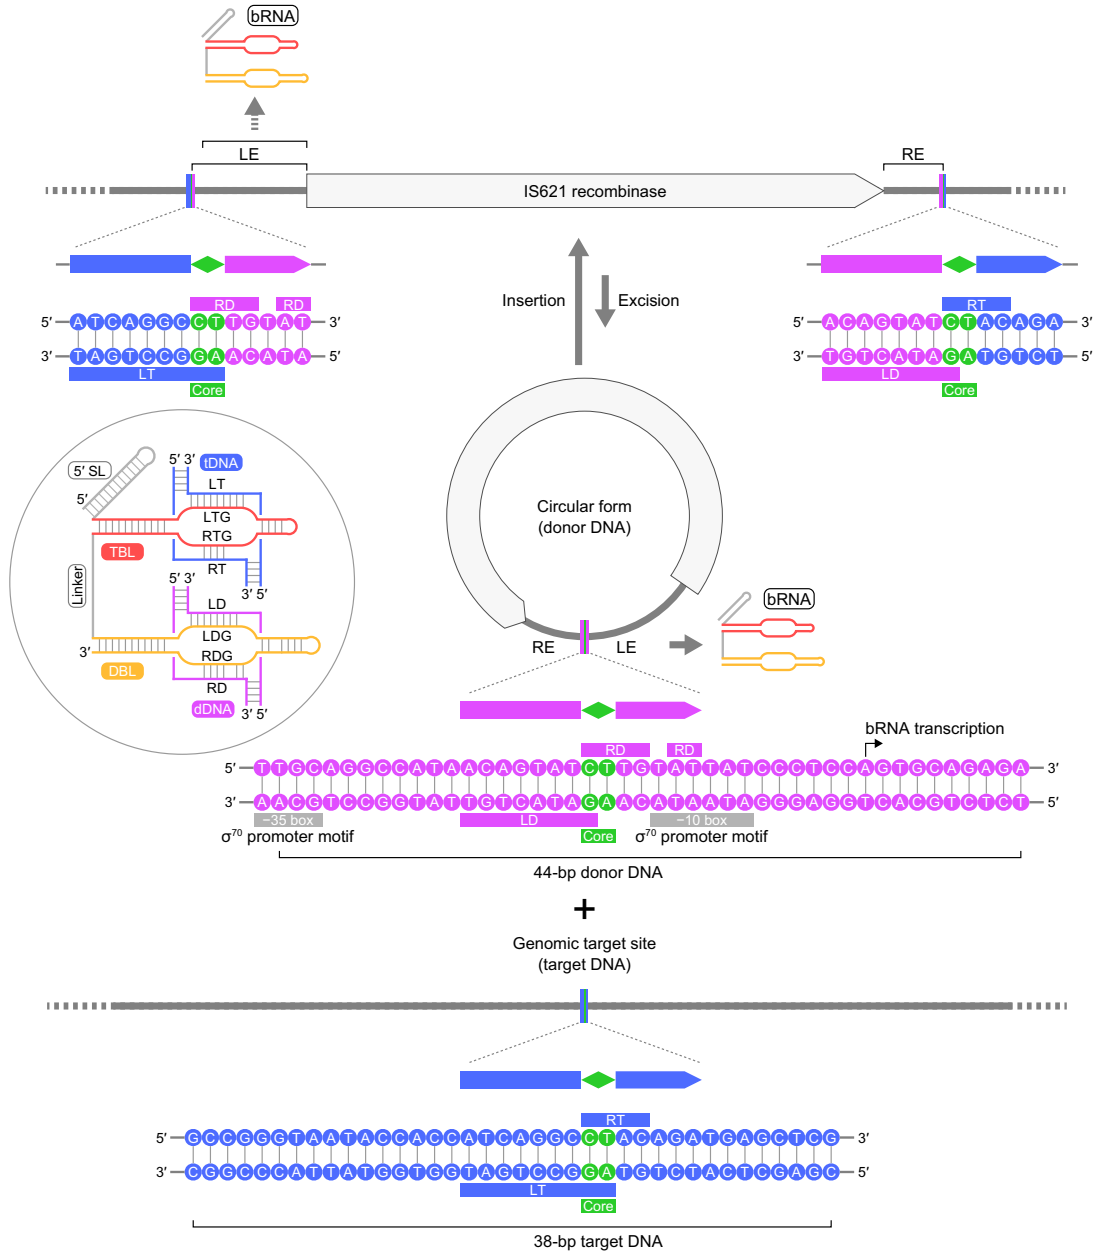 bRNA
LE
RE
IS621 recombinase
RD RD
5′ ATCAGGCCTTGTAT 3′
3′ TAGTCCGGAACATA 5′
LT
Core
Insertion
Excision
RT
5′ ACAGTATCTACAGA 3′
3′ TGTCATAGATGTCT 5′
LD
Core
5′ SL
5′
5′ 3′
tDNA
LT
LTG
RTG
TBL
RT
3′ 5′
Linker
5′ 3′
LD
LDG
RDG
3′
DBL
RD
dDNA
3′ 5′
Circular form
(donor DNA)
RE
LE
bRNA
bRNA transcription
RD RD
5′ TTGCAGGCCATAACAGTATCTTGTATTATCCCTCCAGTGCAGAGA 3′
3′ AACGTCCGGTATTGTCATAGAACATAATAGGGAGGTCACGTCTCT 5′
−35 box
LD
−10 box
σ70 promoter motif
Core
σ70 promoter motif
44-bp donor DNA
+
Genomic target site
(target DNA)
RT
5′ GCCGGGTAATACCACCATCAGGCCTACAGATGAGCTCG 3′
3′ CGGCCCATTATGGTGGTAGTCCGGATGTCTACTCGAGC 5′
LT
Core
38-bp target DNA